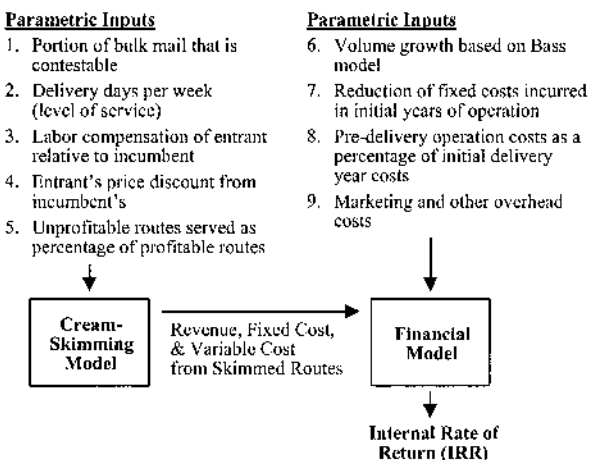 Parametric Inputs
1. Portion of bulk mail that is
contestable
2. Delivery days per week
(level of service)
3. Labor compensation of entrant
relative to incumbent
4. Entrant's price discount from
incumbent's
5. Unprofitable routes served as
percentage of profitable routes
Parametric Inputs
6. Volume growth based on Bass
model
7. Reduction of fixed costs incurred
in initial years of operation
8. Pre-delivery operation costs as a
percentage of initial delivery
year costs
9. Marketing and other overhead
costs
Cream-
Skimming
Model
Revenue, Fixed Cost,
& Variable Cost
from Skimmed Routes
Financial
Model
Internal Rate of
Return (IRR)